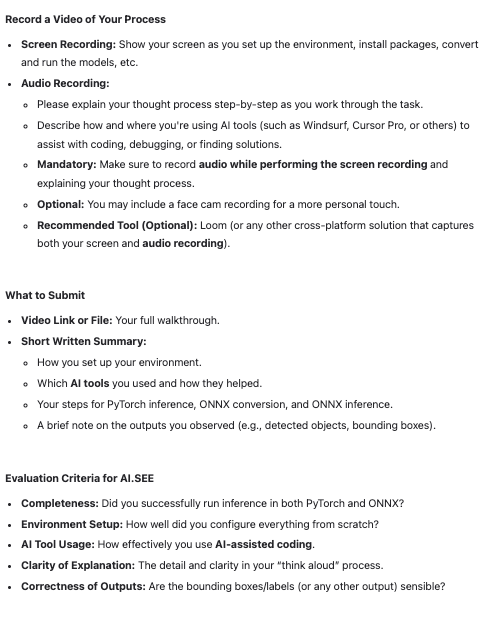 Record a Video of Your Process
• Screen Recording: Show your screen as you set up the environment, install packages, convert
and run the models, etc.
• Audio Recording:
◦ Please explain your thought process step-by-step as you work through the task.
◦ Describe how and where you're using AI tools (such as Windsurf, Cursor Pro, or others) to
assist with coding, debugging, or finding solutions.
◦ Mandatory: Make sure to record audio while performing the screen recording and
explaining your thought process.
◦ Optional: You may include a face cam recording for a more personal touch.
◦ Recommended Tool (Optional): Loom (or any other cross-platform solution that captures
both your screen and audio recording).
What to Submit
• Video Link or File: Your full walkthrough.
• Short Written Summary:
◦ How you set up your environment.
◦ Which AI tools you used and how they helped.
◦ Your steps for PyTorch inference, ONNX conversion, and ONNX inference.
◦ A brief note on the outputs you observed (e.g., detected objects, bounding boxes).
Evaluation Criteria for AI.SEE
• Completeness: Did you successfully run inference in both PyTorch and ONNX?
• Environment Setup: How well did you configure everything from scratch?
• AI Tool Usage: How effectively you use AI-assisted coding.
• Clarity of Explanation: The detail and clarity in your “think aloud” process.
• Correctness of Outputs: Are the bounding boxes/labels (or any other output) sensible?